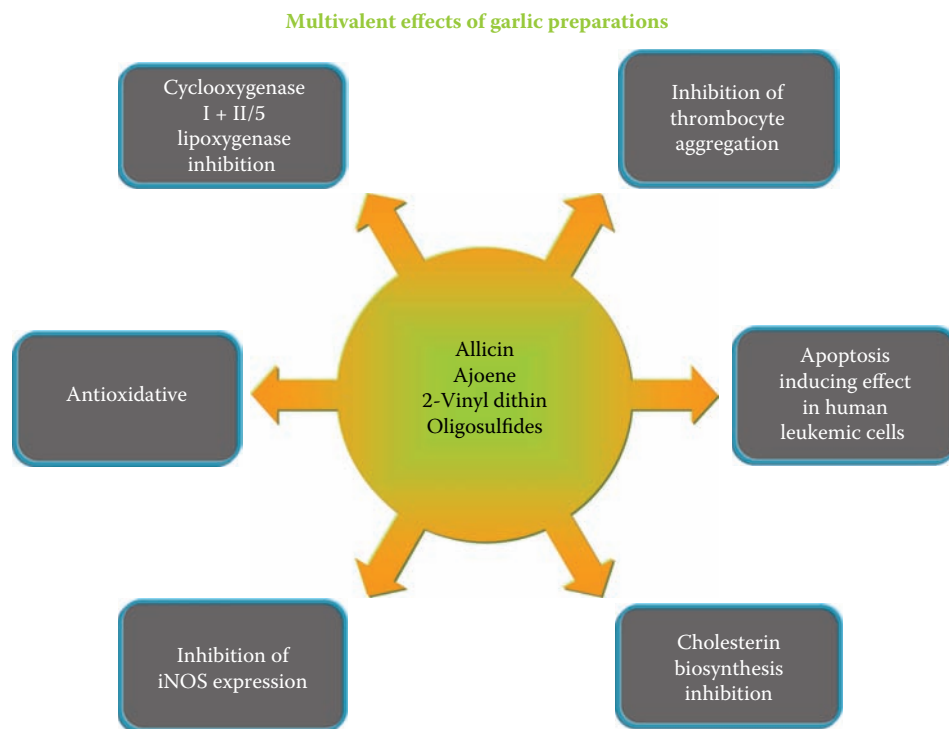 Multivalent effects of garlic preparations
Cyclooxygenase
I + II/5
lipoxygenase
inhibition
Inhibition of
thrombocyte
aggregation
Antioxidative
Allicin
Ajoene
2-Vinyl dithin
Oligosulfides
Apoptosis
inducing effect
in human
leukemic cells
Inhibition of
iNOS expression
Cholesterin
biosynthesis
inhibition